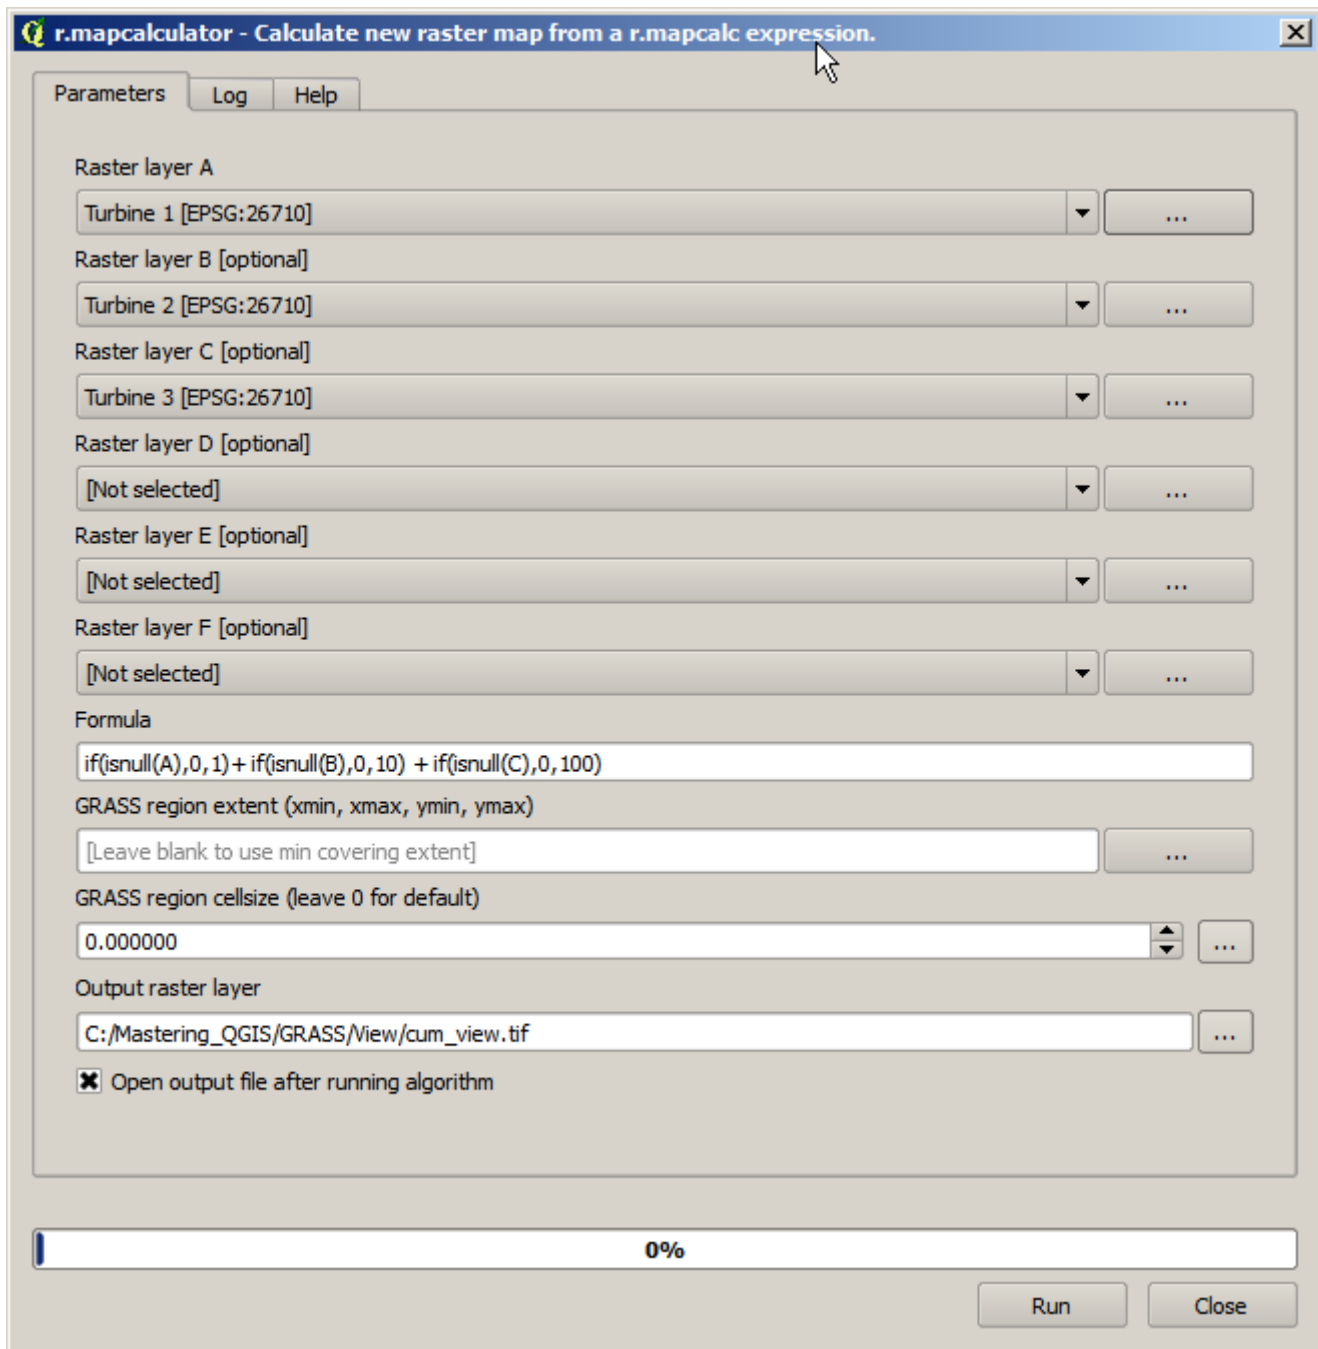 r.mapcalculator - Calculate new raster map from a r.mapcalc expression.
Parameters Log Help
Raster layer A
Turbine 1 [EPSG:26710] ...
Raster layer B [optional]
Turbine 2 [EPSG:26710] ...
Raster layer C [optional]
Turbine 3 [EPSG:26710] ...
Raster layer D [optional]
[Not selected] ...
Raster layer E [optional]
[Not selected] ...
Raster layer F [optional]
[Not selected] ...
Formula
if(isnull(A),0,1)+ if(isnull(B),0,10) + if(isnull(C),0,100)
GRASS region extent (xmin, xmax, ymin, ymax)
[Leave blank to use min covering extent] ...
GRASS region cellsize (leave 0 for default)
0.000000 ...
Output raster layer
C:/Mastering_QGIS/GRASS/View/cum_view.tif ...
Open output file after running algorithm
0%
Run Close